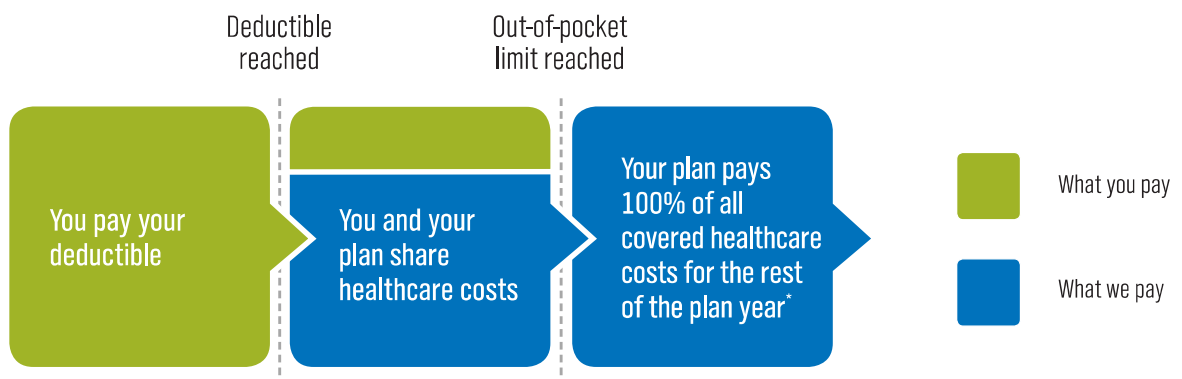 Deductible
reached
Out-of-pocket
limit reached
You pay your
deductible
You and your
plan share
healthcare costs
Your plan pays
100% of all
covered healthcare
costs for the rest
of the plan year*
What you pay
What we pay